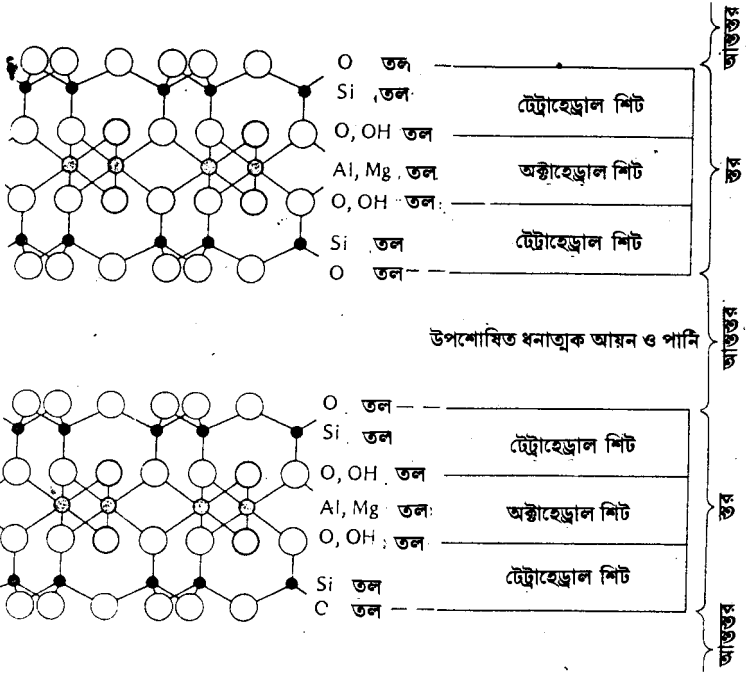 আন্তস্তর
O তল
Si তল টেট্রাহেড্রাল শিট
O, OH তল
Al, Mg তল অক্টাহেড্রাল শিট স্তর
O, OH তল
Si তল টেট্রাহেড্রাল শিট
O তল
উপশোষিত ধনাত্মক আয়ন ও পানি আন্তস্তর
O তল
Si তল টেট্রাহেড্রাল শিট
O, OH তল
Al, Mg তল অক্টাহেড্রাল শিট স্তর
O, OH তল
Si তল টেট্রাহেড্রাল শিট
O তল
আন্তস্তর